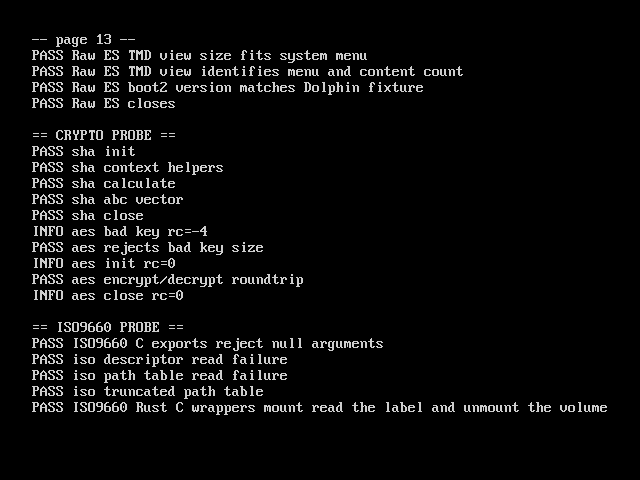 -- page 13 --
PASS Raw ES TMD view size fits system menu
PASS Raw ES TMD view identifies menu and content count
PASS Raw ES boot2 version matches Dolphin fixture
PASS Raw ES closes
== CRYPTO PROBE ==
PASS sha init
PASS sha context helpers
PASS sha calculate
PASS sha abc vector
PASS sha close
INFO aes bad key rc=-4
PASS aes rejects bad key size
INFO aes init rc=0
PASS aes encrypt/decrypt roundtrip
INFO aes close rc=0
== ISO9660 PROBE ==
PASS ISO9660 C exports reject null arguments
PASS iso descriptor read failure
PASS iso path table read failure
PASS iso truncated path table
PASS ISO9660 Rust C wrappers mount read the label and unmount the volume